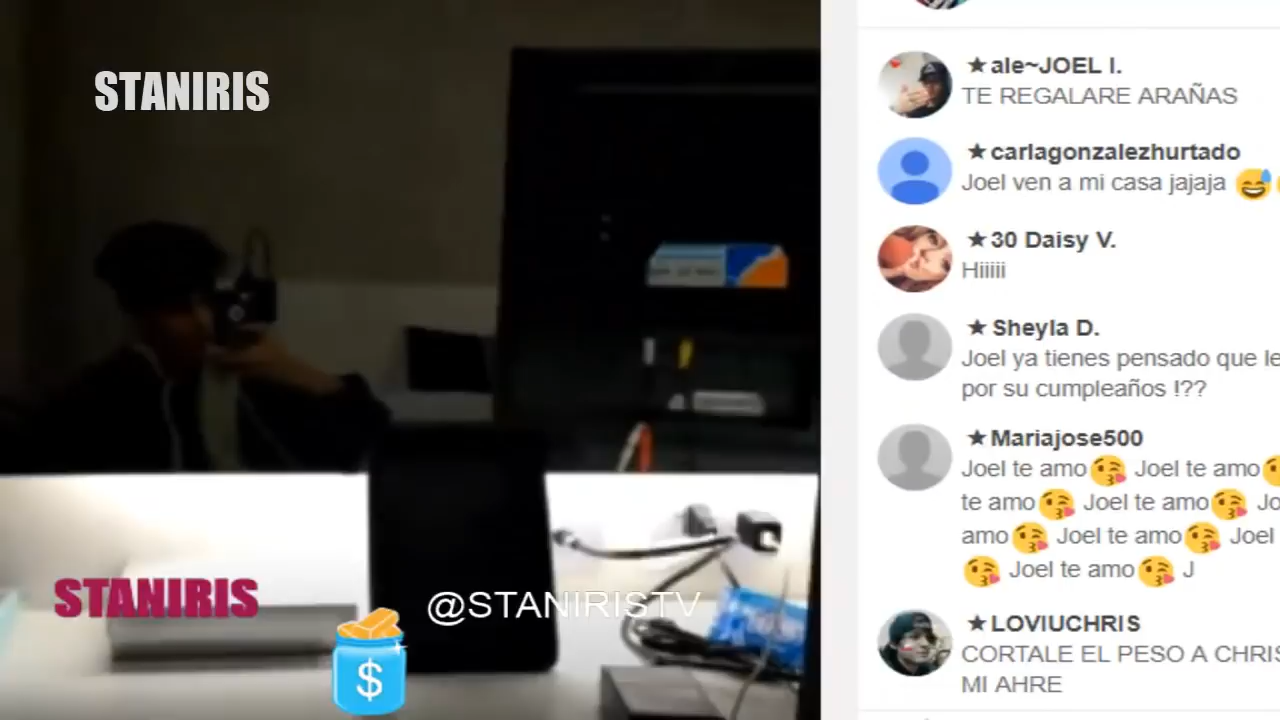 STANIRIS
STANIRIS
@STANIRISTV
$
★ale~JOEL I.
TE REGALARE ARAÑAS
★carlagonzalezhurtado
Joel ven a mi casa jajaja 😅
★30 Daisy V.
Hiiiii
★Sheyla D.
Joel ya tienes pensado que le
por su cumpleaños !??
★Mariajose500
Joel te amo😘 Joel te amo😘
te amo😘 Joel te amo😘 Jo
amo😘 Joel te amo😘 Joel
😘 Joel te amo😘 J
★LOVIUCHRIS
CORTALE EL PESO A CHRIS
MI AHRE